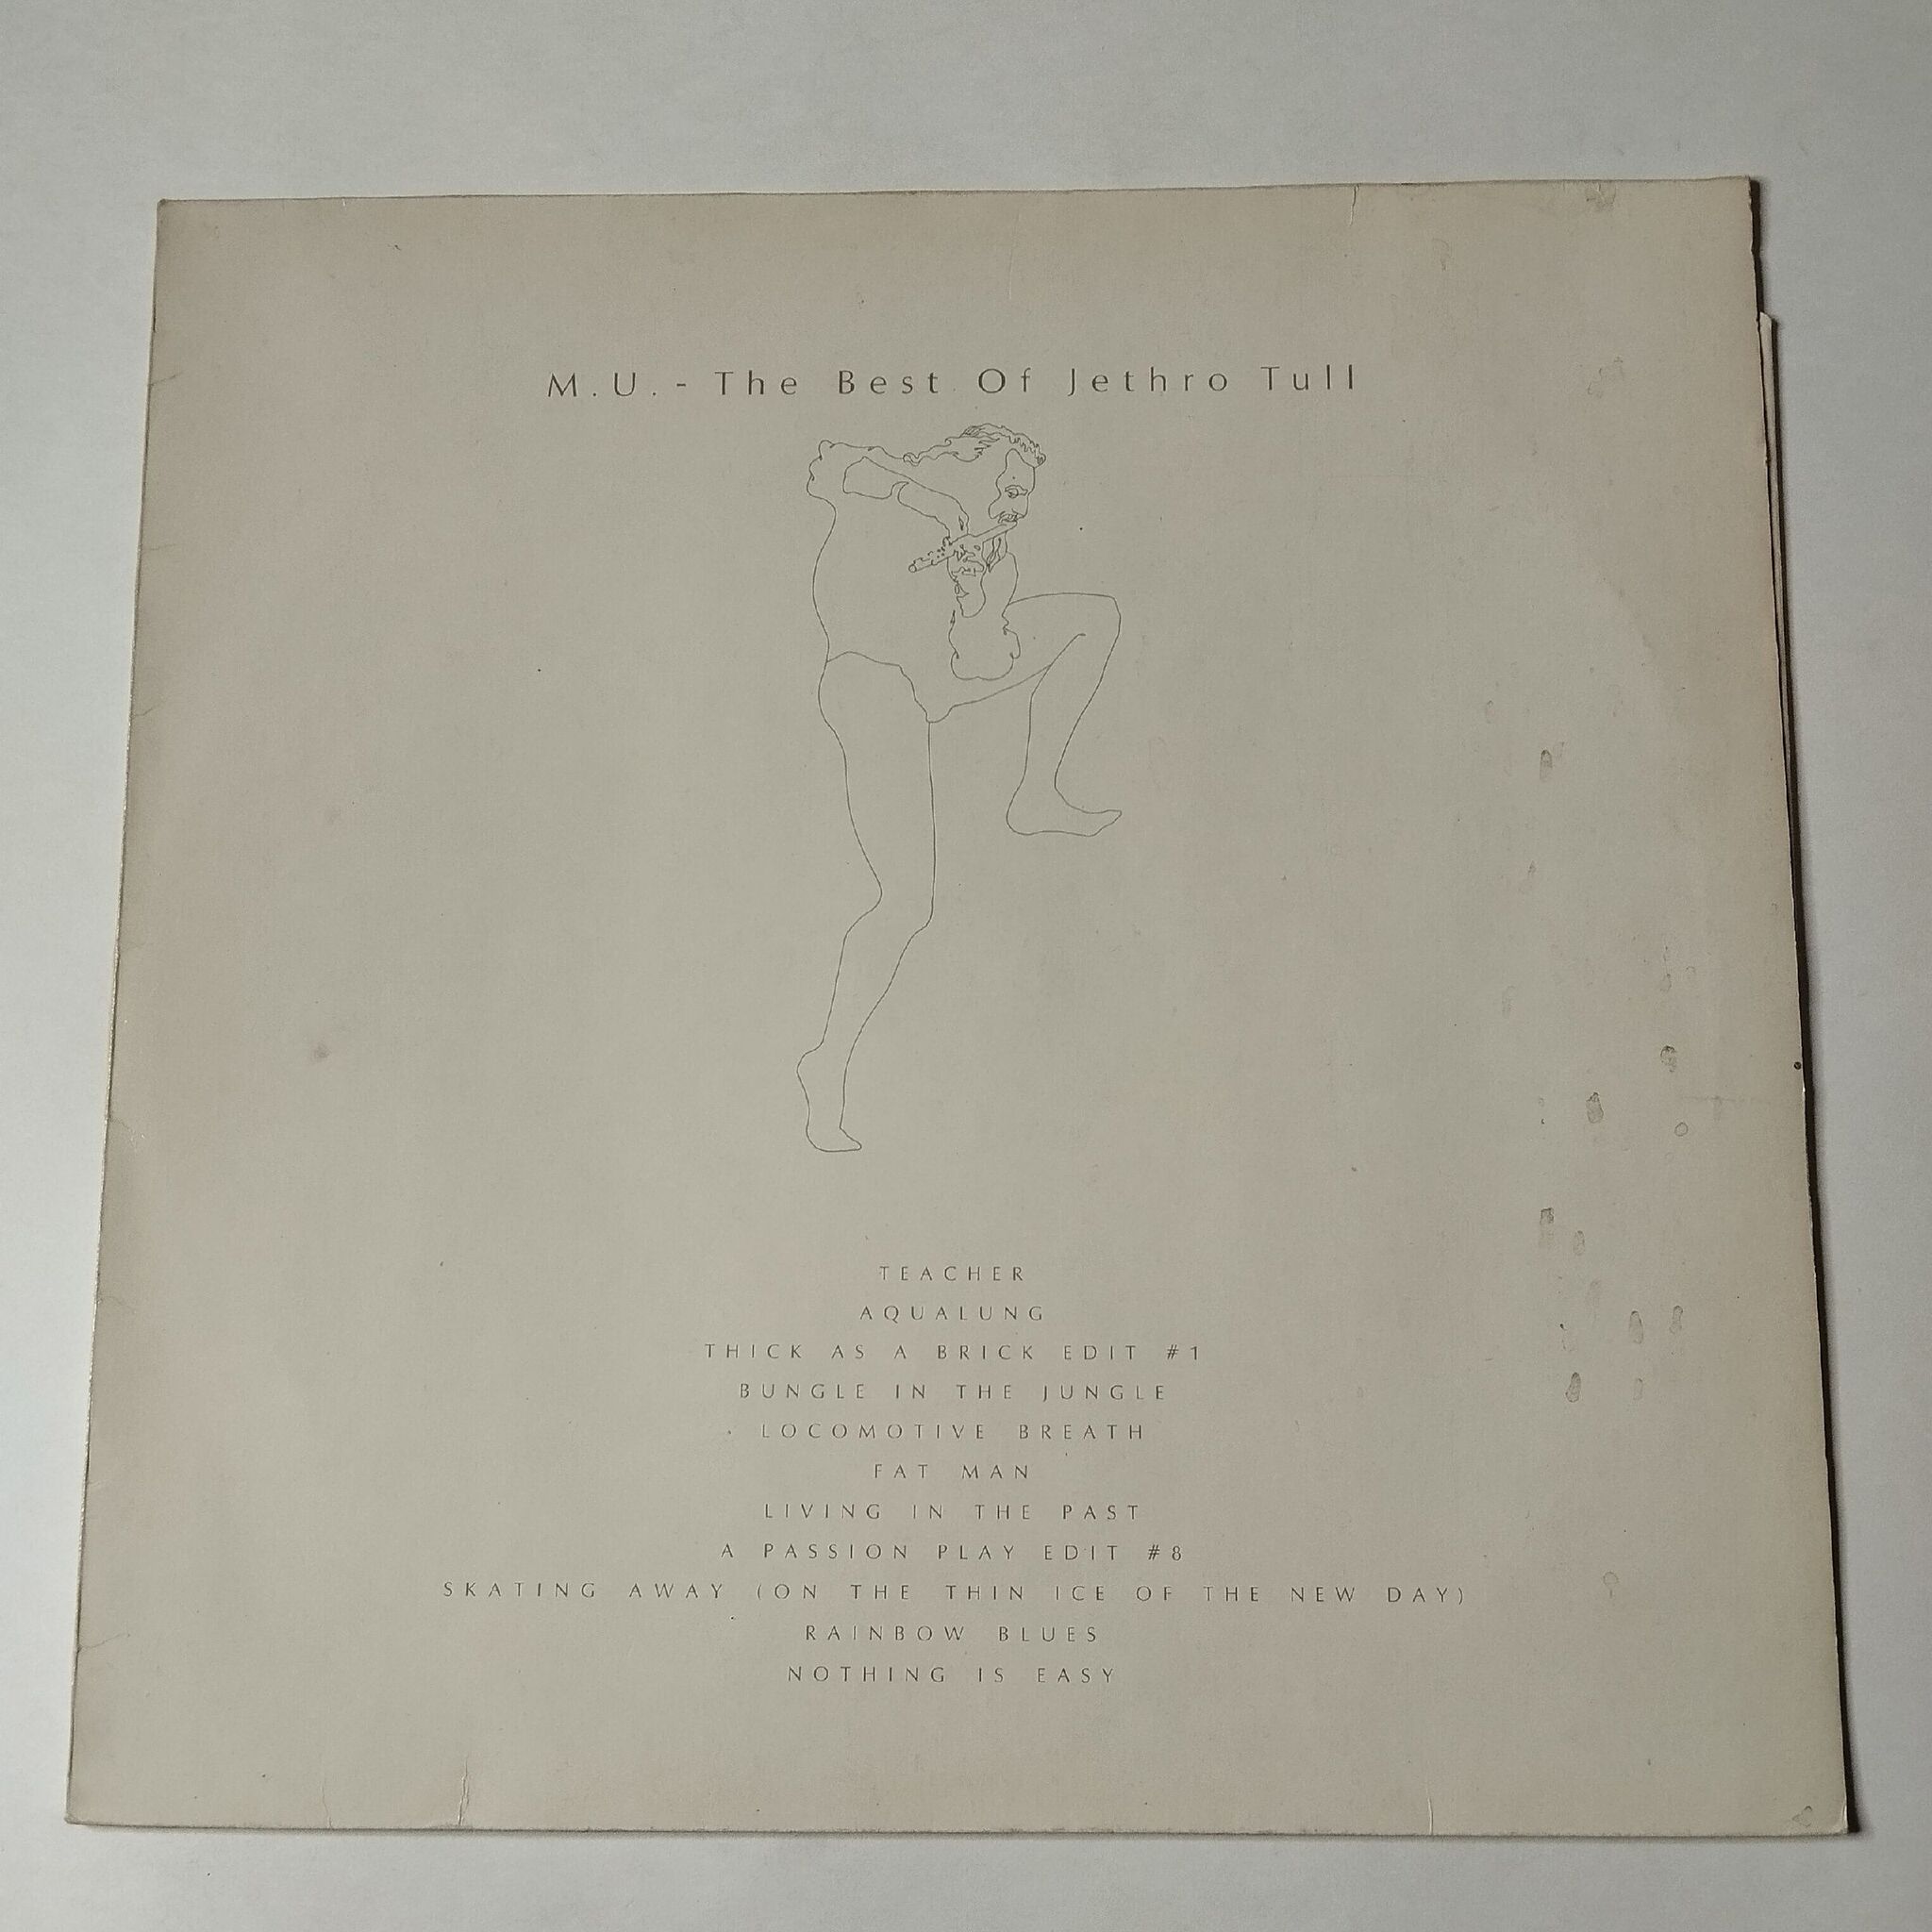 M.U. - The Best Of Jethro Tull
TEACHER
AQUALUNG
THICK AS A BRICK EDIT #1
BUNGLE IN THE JUNGLE
LOCOMOTIVE BREATH
FAT MAN
LIVING IN THE PAST
A PASSION PLAY EDIT #8
SKATING AWAY (ON THE THIN ICE OF THE NEW DAY)
RAINBOW BLUES
NOTHING IS EASY